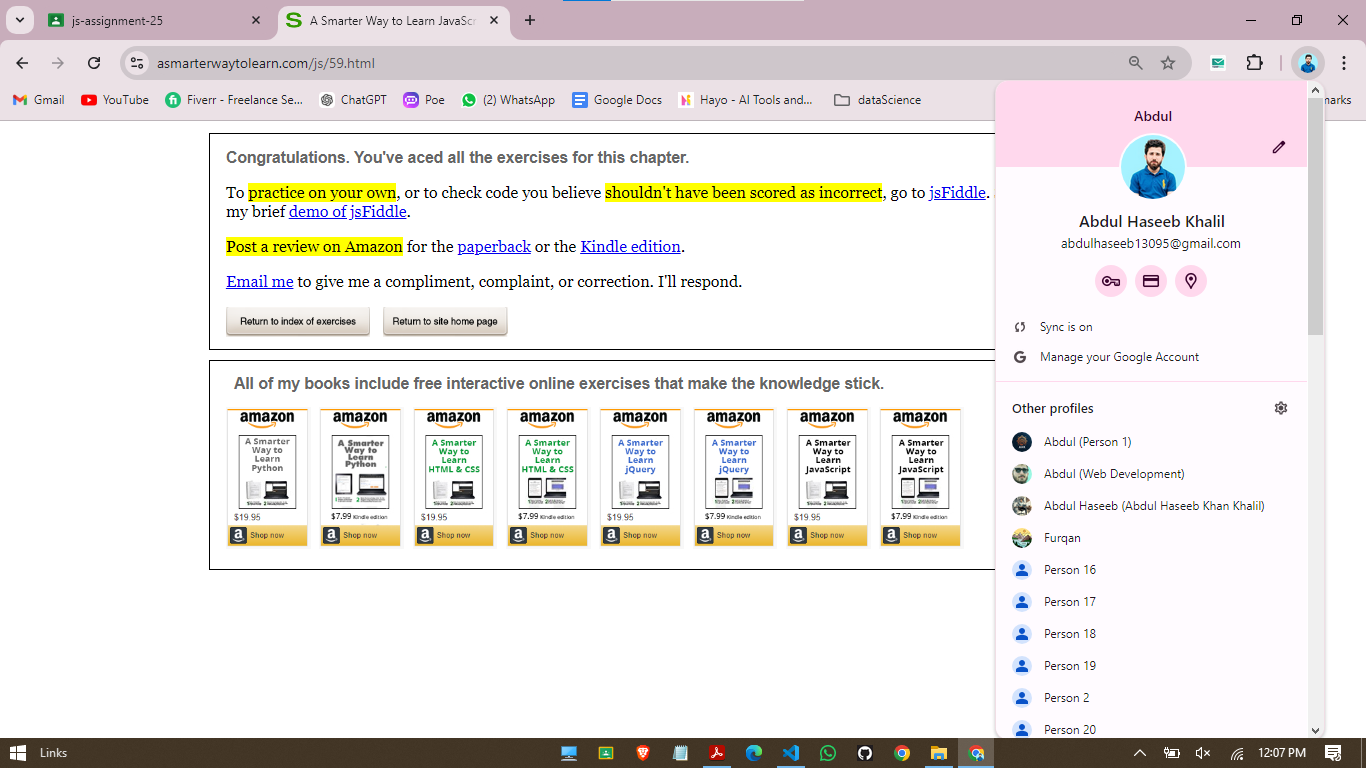 js-assignment-25
A Smarter Way to Learn JavaScr
asmarterwaytolearn.com/js/59.html
Gmail
YouTube
Fiverr - Freelance Se...
ChatGPT
Poe
(2) WhatsApp
Google Docs
Hayo - AI Tools and...
dataScience
marks
Congratulations. You've aced all the exercises for this chapter.
To practice on your own, or to check code you believe shouldn't have been scored as incorrect, go to jsFiddle.
my brief demo of jsFiddle.
Post a review on Amazon for the paperback or the Kindle edition.
Email me to give me a compliment, complaint, or correction. I'll respond.
Return to index of exercises
Return to site home page
All of my books include free interactive online exercises that make the knowledge stick.
amazon
A Smarter
Way to
Learn
Python
$19.95
Shop now
amazon
A Smarter
Way to
Learn
Python
$7.99 Kindle edition
Shop now
amazon
A Smarter
Way to
Learn
HTML & CSS
$19.95
Shop now
amazon
A Smarter
Way to
Learn
HTML & CSS
$7.99 Kindle edition
Shop now
amazon
A Smarter
Way to
Learn
jQuery
$19.95
Shop now
amazon
A Smarter
Way to
Learn
jQuery
$7.99 Kindle edition
Shop now
amazon
A Smarter
Way to
Learn
JavaScript
$19.95
Shop now
amazon
A Smarter
Way to
Learn
JavaScript
$7.99 Kindle edition
Shop now
Abdul
Abdul Haseeb Khalil
abdulhaseeb13095@gmail.com
Sync is on
Manage your Google Account
Other profiles
Abdul (Person 1)
Abdul (Web Development)
Abdul Haseeb (Abdul Haseeb Khan Khalil)
Furqan
Person 16
Person 17
Person 18
Person 19
Person 2
Person 20
Links
12:07 PM